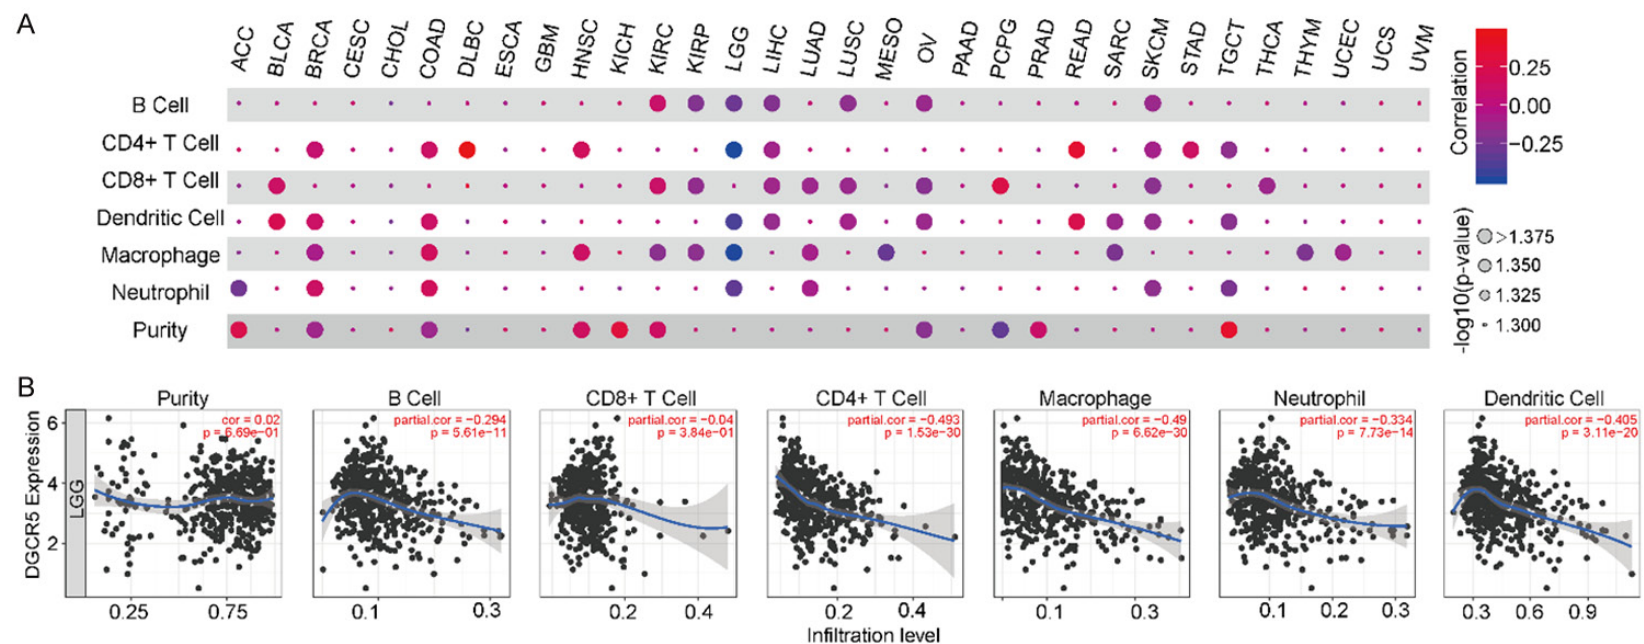 A
ACC BLCA BRCA CESC CHOL COAD DLBC ESCA GBM HNSC KICH KIRC KIRP LGG LIHC LUAD LUSC MESO OV PAAD PCPG PRAD READ SARC SKCM STAD TGCT THCA THYM UCEC UCS UVM
B Cell
CD4+ T Cell
CD8+ T Cell
Dendritic Cell
Macrophage
Neutrophil
Purity
Correlation
0.25
0.00
−0.25
-log10(p-value)
>1.375
1.350
1.325
1.300
B
DGCR5 Expression
6
4
2
LGG
Purity
cor = 0.02
p = 6.69e−01
0.25 0.75
B Cell
partial.cor = −0.294
p = 5.61e−11
0.1 0.3
CD8+ T Cell
partial.cor = −0.04
p = 3.84e−01
0.2 0.4
CD4+ T Cell
partial.cor = −0.493
p = 1.53e−30
0.2 0.4
Macrophage
partial.cor = −0.49
p = 6.62e−30
0.1 0.3
Neutrophil
partial.cor = −0.334
p = 7.73e−14
0.1 0.2 0.3
Dendritic Cell
partial.cor = −0.405
p = 3.11e−20
0.3 0.6 0.9
Infiltration level